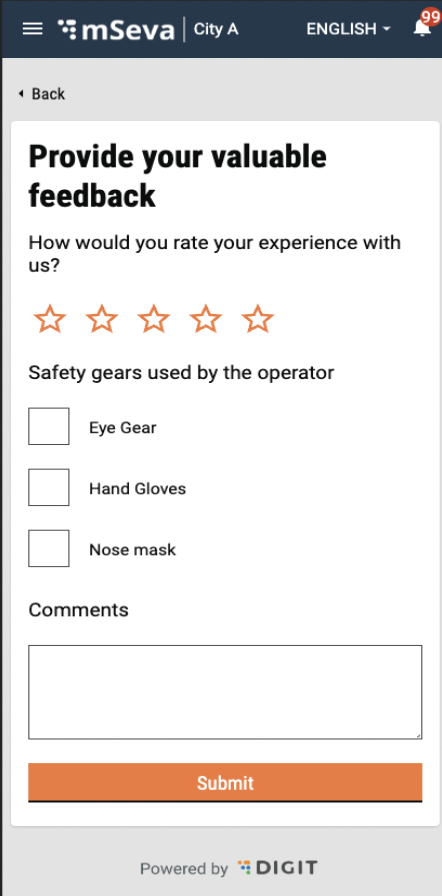 mSeva City A ENGLISH 99
Back
Provide your valuable
feedback
How would you rate your experience with
us?
Safety gears used by the operator
Eye Gear
Hand Gloves
Nose mask
Comments
Submit
Powered by DIGIT